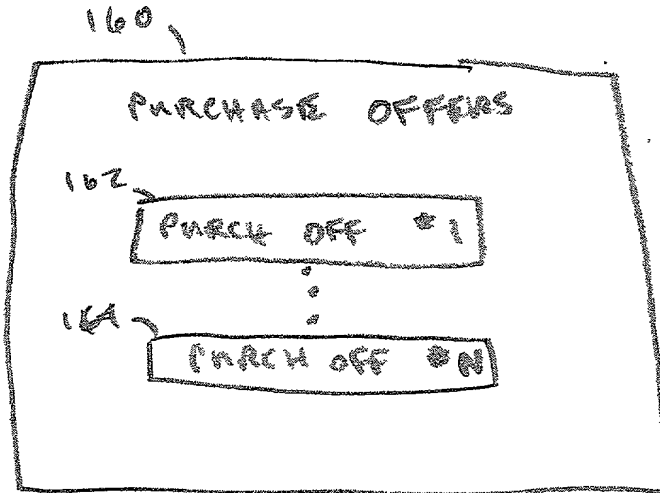 160
PURCHASE OFFERS
162
PURCH OFF #1
164
PURCH OFF #N